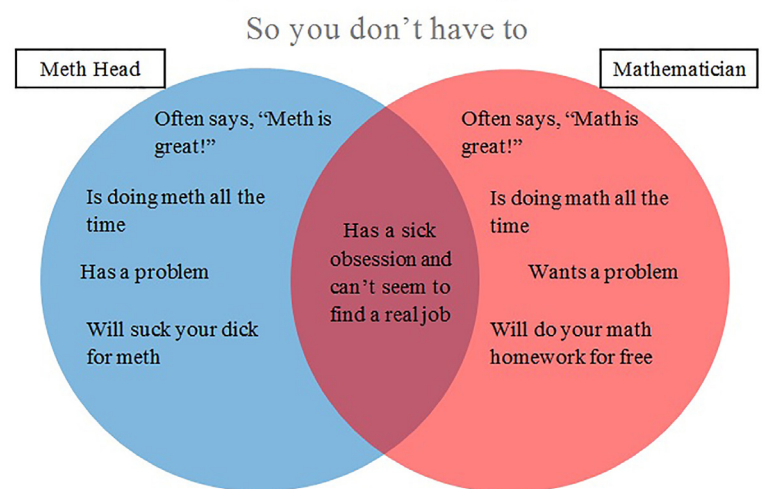 So you don't have to
Meth Head
Mathematician
Often says, “Meth is
great!”
Is doing meth all the
time
Has a problem
Will suck your dick
for meth
Has a sick
obsession and
can't seem to
find a real job
Often says, “Math is
great!”
Is doing math all the
time
Wants a problem
Will do your math
homework for free